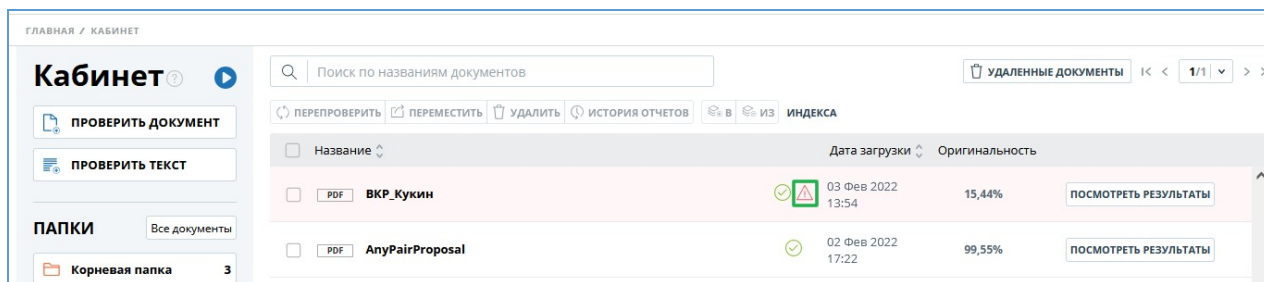 ГЛАВНАЯ / КАБИНЕТ
Кабинет
ПРОВЕРИТЬ ДОКУМЕНТ
ПРОВЕРИТЬ ТЕКСТ
ПАПКИ
Все документы
Корневая папка 3
Поиск по названиям документов
УДАЛЕННЫЕ ДОКУМЕНТЫ
1/1
ПЕРЕПРОВЕРИТЬ ПЕРЕМЕСТИТЬ УДАЛИТЬ ИСТОРИЯ ОТЧЕТОВ В ИЗ ИНДЕКСА
Название Дата загрузки Оригинальность
PDF ВКР_Кукин 03 Фев 2022 13:54 15,44% ПОСМОТРЕТЬ РЕЗУЛЬТАТЫ
PDF AnyPairProposal 02 Фев 2022 17:22 99,55% ПОСМОТРЕТЬ РЕЗУЛЬТАТЫ